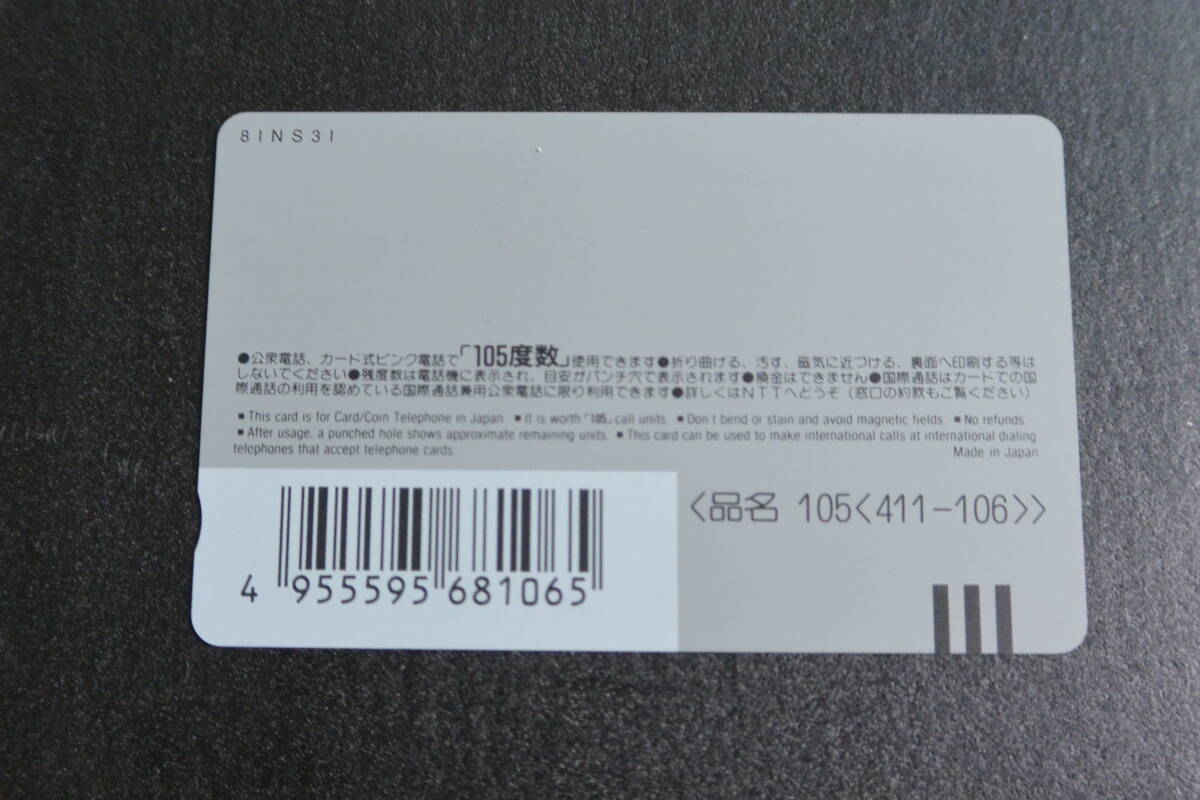 81NS31
●公衆電話、カード式ピンク電話で「105度数」使用できます●折り曲げる、汚す、磁気に近づける、裏面へ印刷する等は
しないでください●残度数は電話機に表示され、目安がパンチ穴で表示されます●換金はできません●国際通話はカードでの国
際通話の利用を認めている国際通話兼用公衆電話に限り利用できます●詳しくはNTTへどうぞ（窓口の約款もご覧ください）
■ This card is for Card/Coin Telephone in Japan ■ It is worth「105」call units. ■ Don't bend or stain and avoid magnetic fields. ■ No refunds.
■ After usage, a punched hole shows approximate remaining units. ■ This card can be used to make international calls at international dialing
telephones that accept telephone cards. Made in Japan
<品名 105<411-106>>
4 955595 681065